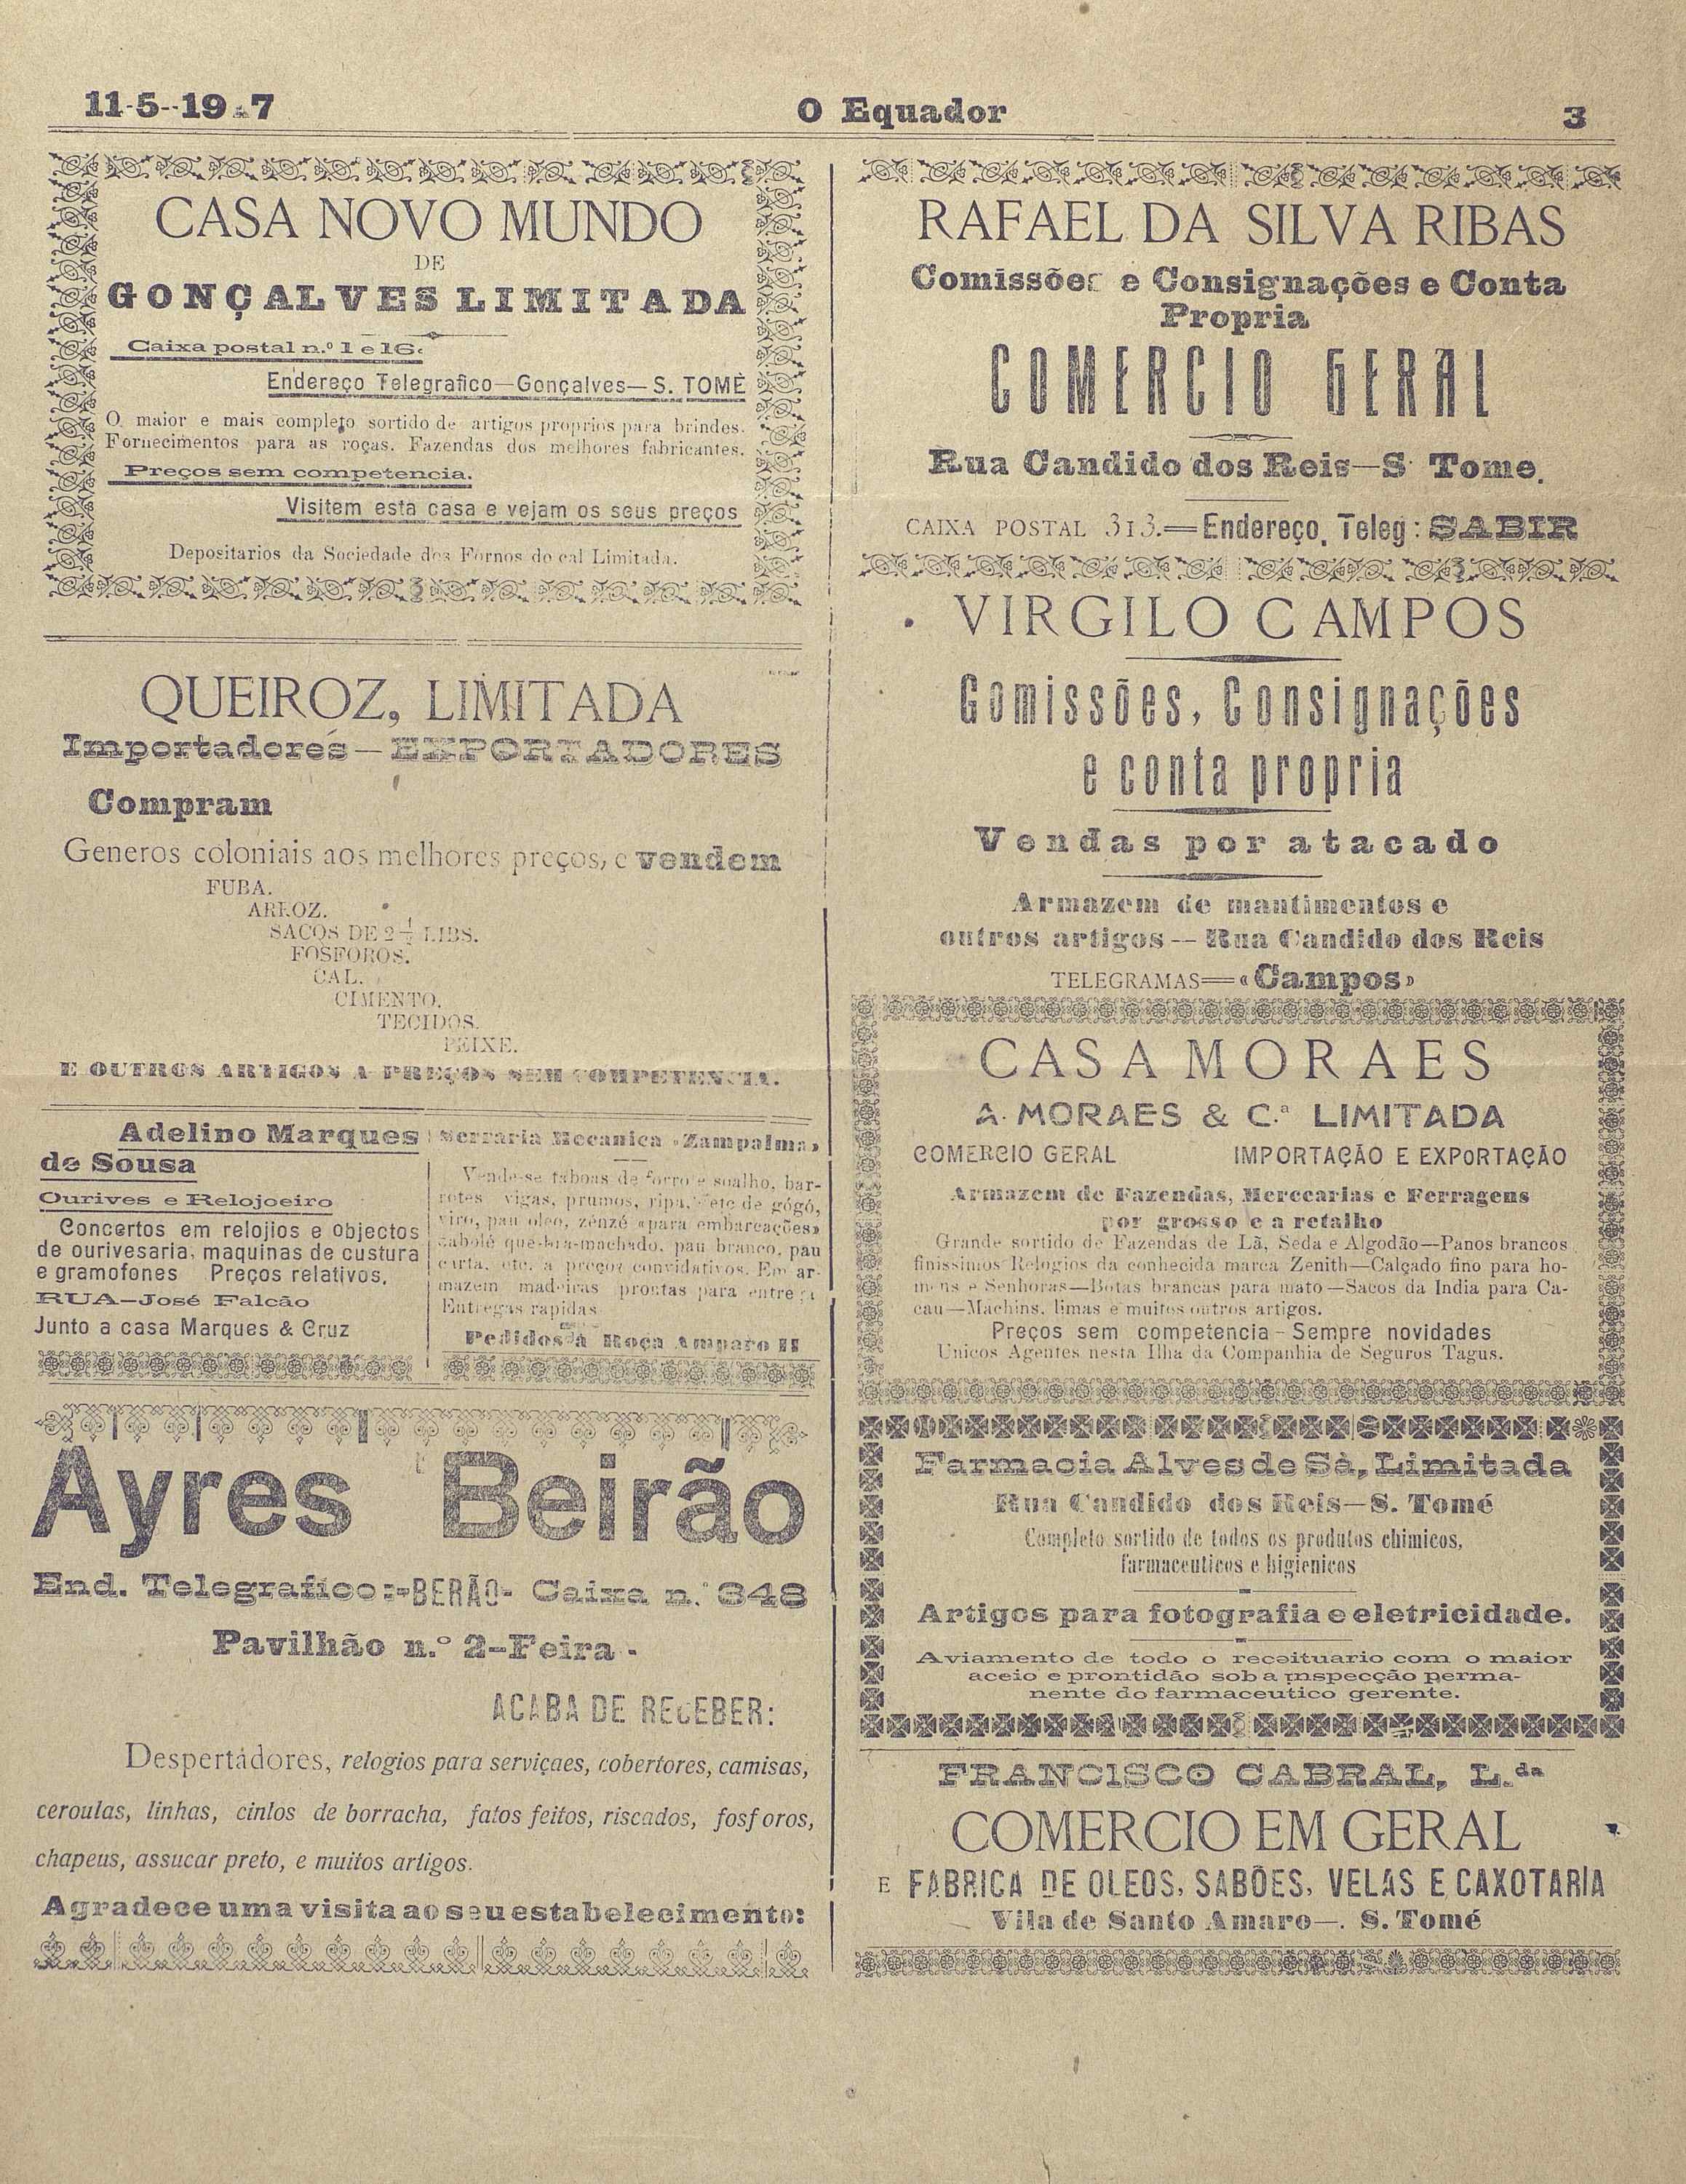 11-5--19 7
O Equador
3
CASA NOVO MUNDO
DE
GONÇALVES LIMITADA
Caixa postal n.º 1 e 16.
Endereço Telegrafico—Gonçalves—S. TOMÈ
O maior e mais completo sortido de artigos proprios para brindes.
Fornecimentos para as roças. Fazendas dos melhores fabricantes.
Preços sem competencia.
Visitem esta casa e vejam os seus preços
Depositarios da Sociedade dos Fornos de cal Limitada.
QUEIROZ, LIMITADA
Importadores — EXPORTADORES
Compram
Generos coloniais aos melhores preços, e vendem
FUBA.
ARROZ.
SACOS DE 2 LIBS.
FOSFOROS.
CAL.
CIMENTO.
TECIDOS.
PEIXE.
E OUTROS ARTIGOS A PREÇOS SEM COMPETENCIA.
Adelino Marques
de Sousa
Ourives e Relojoeiro
Concertos em relojios e objectos
de ourivesaria, maquinas de custura
e gramofones Preços relativos.
RUA—José Falcão
Junto a casa Marques & Cruz
Serraria Mecanica «Zampalma»
Vende-se taboas de forro e soalho, bar-
rotes vigas, prumos, ripa, etc de gógó,
viro, pau oleo, zenzé «para embarcações»
machado, pau branco, pau
etc. a preços convidativos. Em ar-
mazem madeiras prontas para entrega
Entregas rapidas
Pedidos à Roça Amparo II
Ayres Beirão
End. Telegrafico:-BERÃO- Caixa n.º 348
Pavilhão n.º 2-Feira -
ACABA DE RECEBER:
Despertadores, relogios para serviçaes, cobertores, camisas,
ceroulas, linhas, cintos de borracha, fatos feitos, riscados, fosforos,
chapeus, assucar preto, e muitos artigos.
Agradece uma visita ao seu estabelecimento:
RAFAEL DA SILVA RIBAS
Comissões e Consignações e Conta
Propria
COMERCIO GERAL
Rua Candido dos Reis—S. Tome.
CAIXA POSTAL 313.—Endereço. Teleg: SABIR
VIRGILO CAMPOS
Comissões, Consignações
e conta propria
Vendas por atacado
Armazem de mantimentos e
outros artigos -- Rua Candido dos Reis
TELEGRAMAS=«Campos»
CASA MORAES
A. MORAES & C.ª LIMITADA
COMERCIO GERAL IMPORTAÇÃO E EXPORTAÇÃO
Armazem de Fazendas, Mercearias e Ferragens
por grosso e a retalho
Grande sortido de Fazendas de Lã, Seda e Algodão—Panos brancos
finissimos Relogios da conhecida marca Zenith—Calçado fino para ho-
mens e Senhoras—Botas brancas para mato—Sacos da India para Ca-
cau—Machins, limas e muitos outros artigos.
Preços sem competencia - Sempre novidades
Unicos Agentes nesta Ilha da Companhia de Seguros Tagus.
Farmacia Alves de Sà, Limitada
Rua Candido dos Reis—S. Tomé
Completo sortido de todos os produtos chimicos,
farmaceuticos e higienicos
Artigos para fotografia e eletricidade.
Aviamento de todo o receituario com o maior
aceio e prontidão sob a inspecção perma-
nente do farmaceutico gerente.
FRANCISCO CABRAL, L.da
COMERCIO EM GERAL
E FABRICA DE OLEOS, SABÕES, VELAS E CAXOTARIA
Vila de Santo Amaro—. S. Tomé